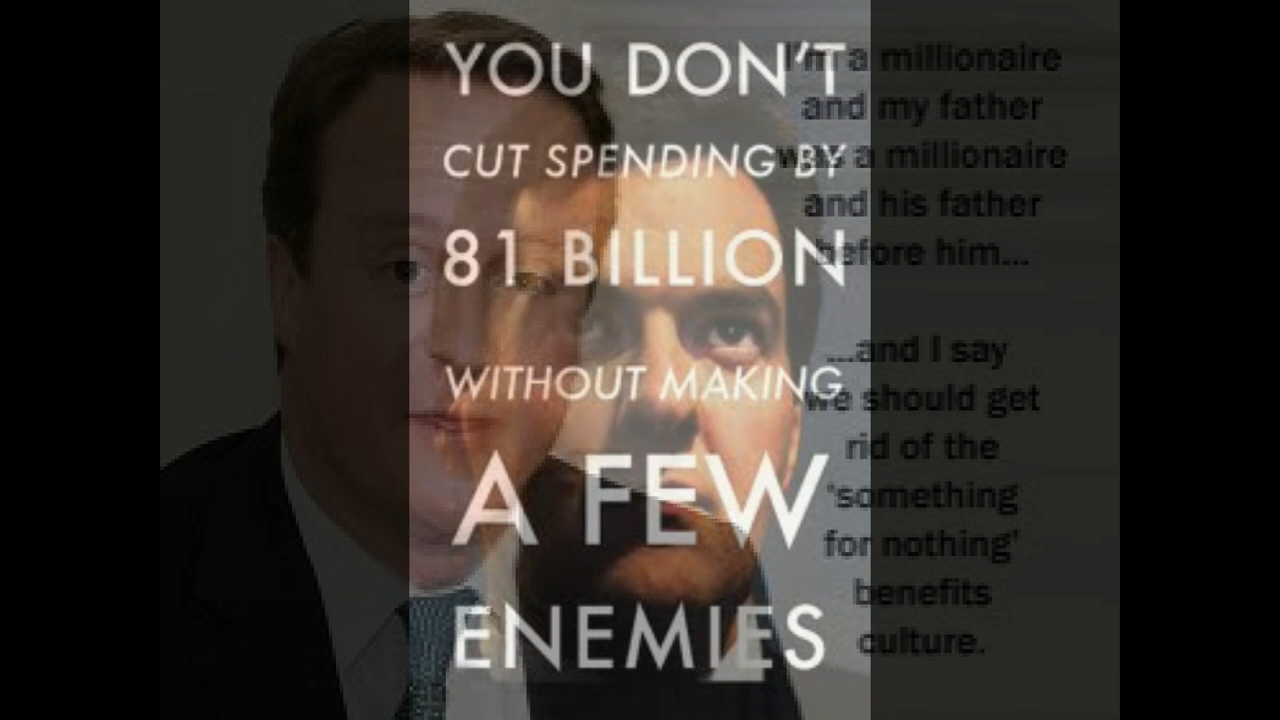 YOU DON'T
CUT SPENDING BY
81 BILLION
WITHOUT MAKING
A FEW
ENEMIES
I'm a millionaire
and my father
was a millionaire
and his father
before him...
...and I say
we should get
rid of the
'something
for nothing'
benefits
culture.